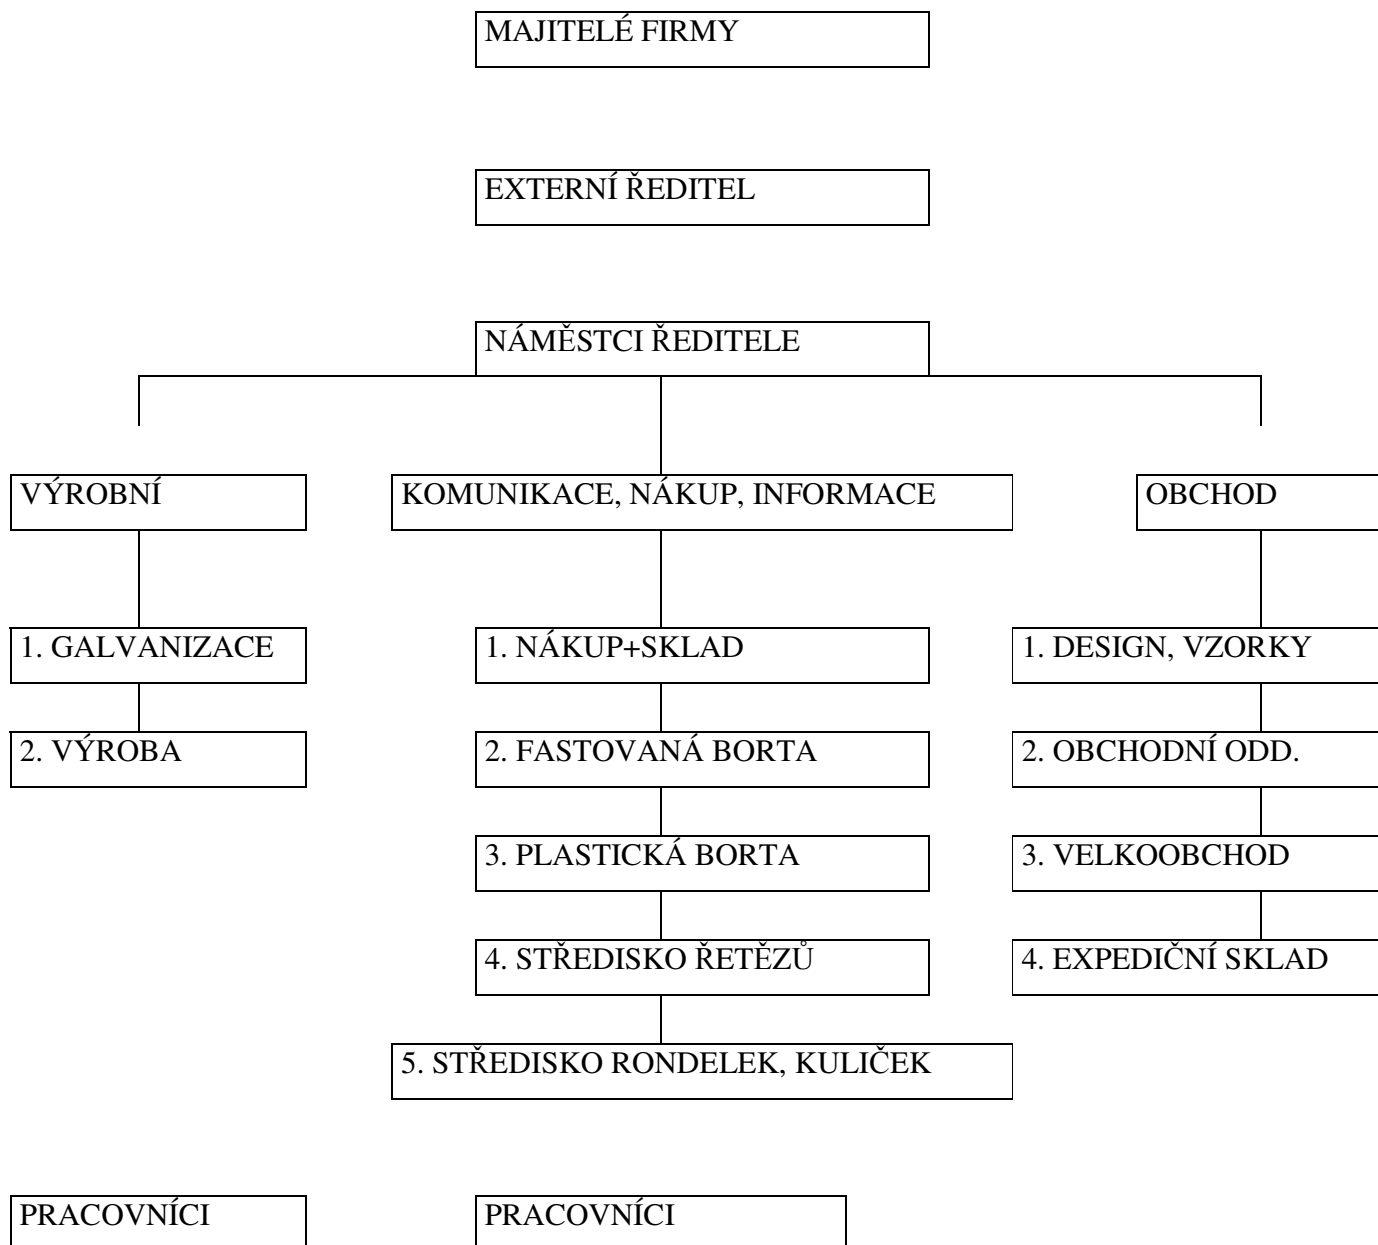 MAJITELÉ FIRMY
EXTERNÍ ŘEDITEL
NÁMĚSTCI ŘEDITELE
VÝROBNÍ
KOMUNIKACE, NÁKUP, INFORMACE
OBCHOD
1. GALVANIZACE
1. NÁKUP+SKLAD
1. DESIGN, VZORKY
2. VÝROBA
2. FASTOVANÁ BORTA
2. OBCHODNÍ ODD.
3. PLASTICKÁ BORTA
3. VELKOOBCHOD
4. STŘEDISKO ŘETĚZŮ
4. EXPEDIČNÍ SKLAD
5. STŘEDISKO RONDELEK, KULIČEK
PRACOVNÍCI
PRACOVNÍCI